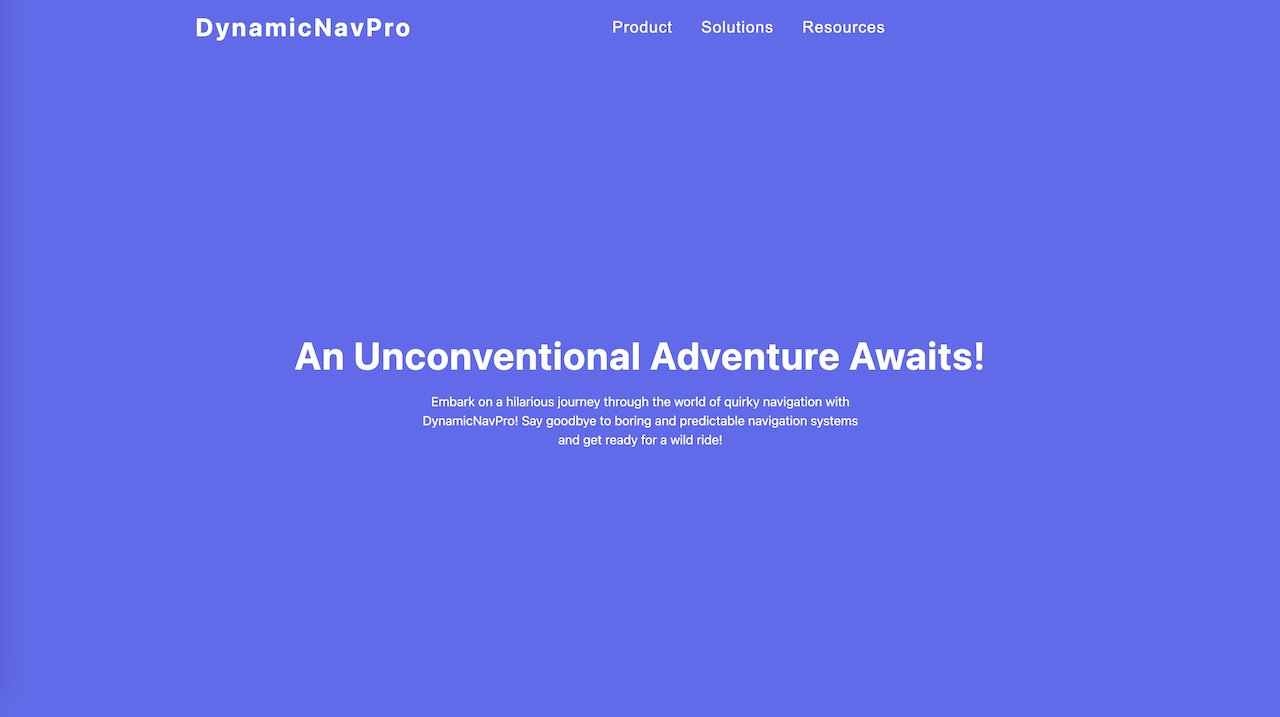 DynamicNavPro
Product Solutions Resources
An Unconventional Adventure Awaits!
Embark on a hilarious journey through the world of quirky navigation with
DynamicNavPro! Say goodbye to boring and predictable navigation systems
and get ready for a wild ride!